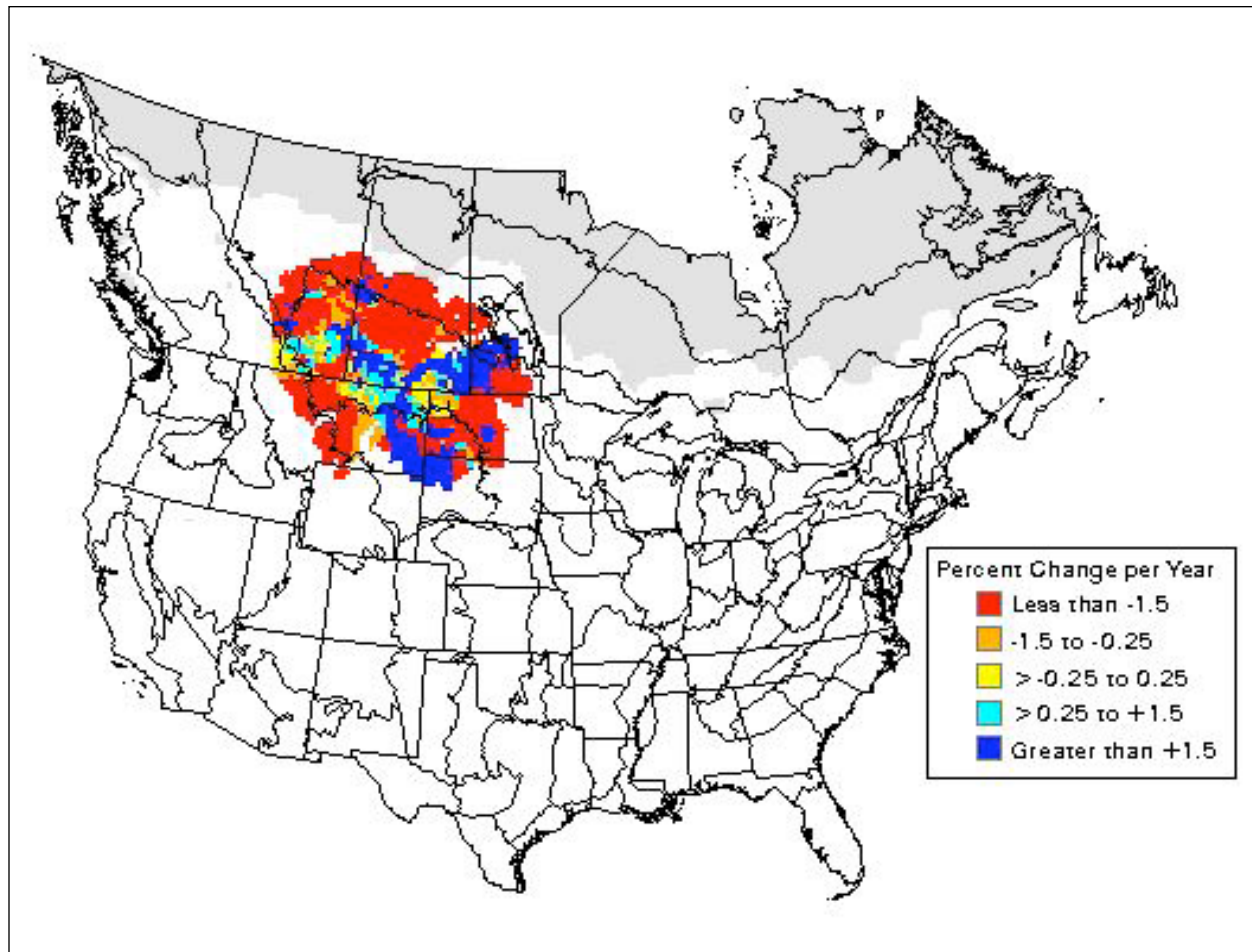 Percent Change per Year
Less than -1.5
-1.5 to -0.25
> -0.25 to 0.25
> 0.25 to +1.5
Greater than +1.5